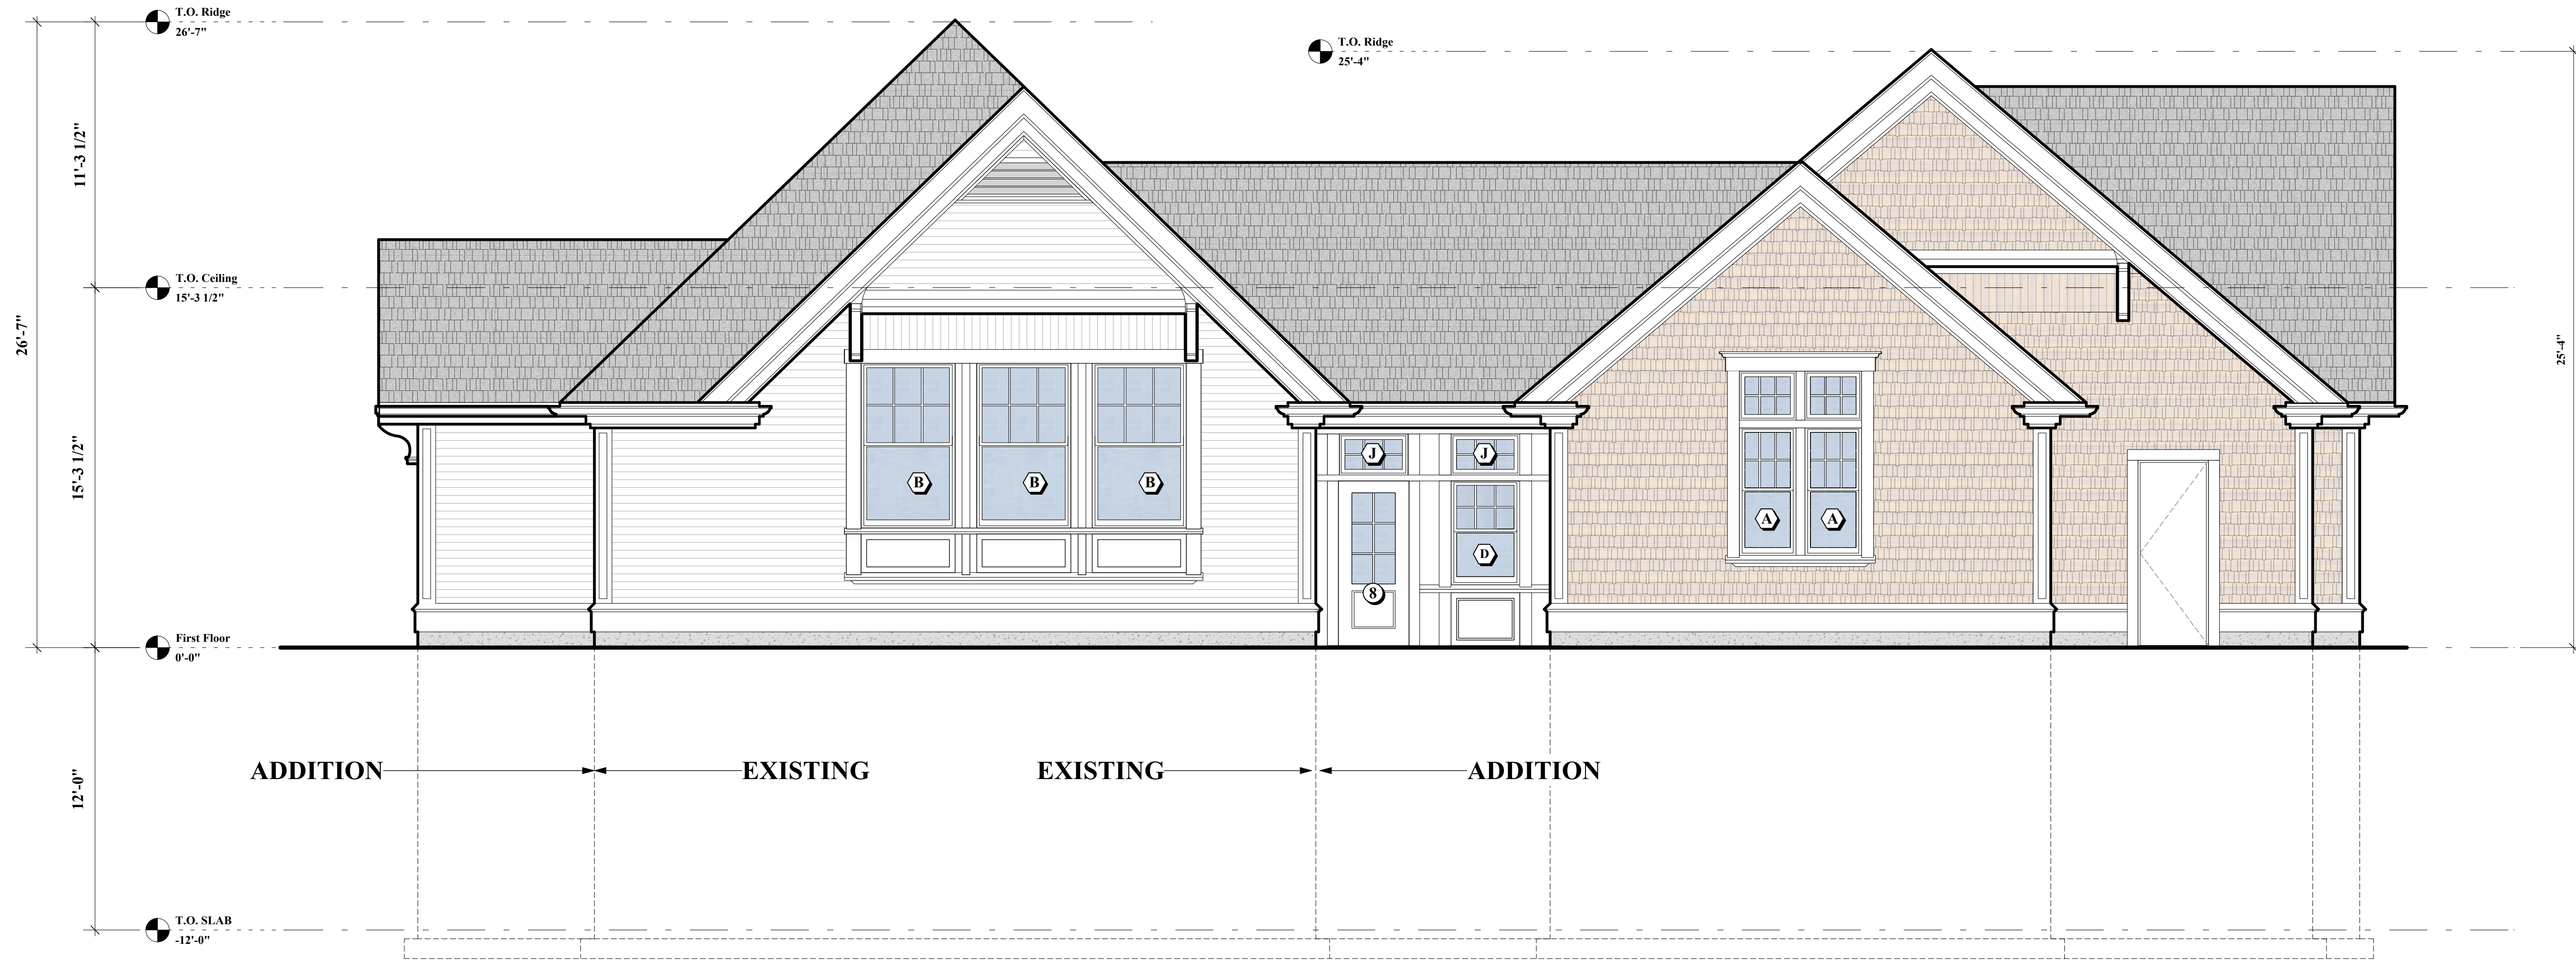 T.O. Ridge
26'-7"
T.O. Ridge
25'-4"
11'-3 1/2"
T.O. Ceiling
15'-3 1/2"
26'-7"
25'-4"
15'-3 1/2"
J
J
B
B
B
A
A
D
8
First Floor
0'-0"
ADDITION
EXISTING
EXISTING
ADDITION
12'-0"
T.O. SLAB
-12'-0"